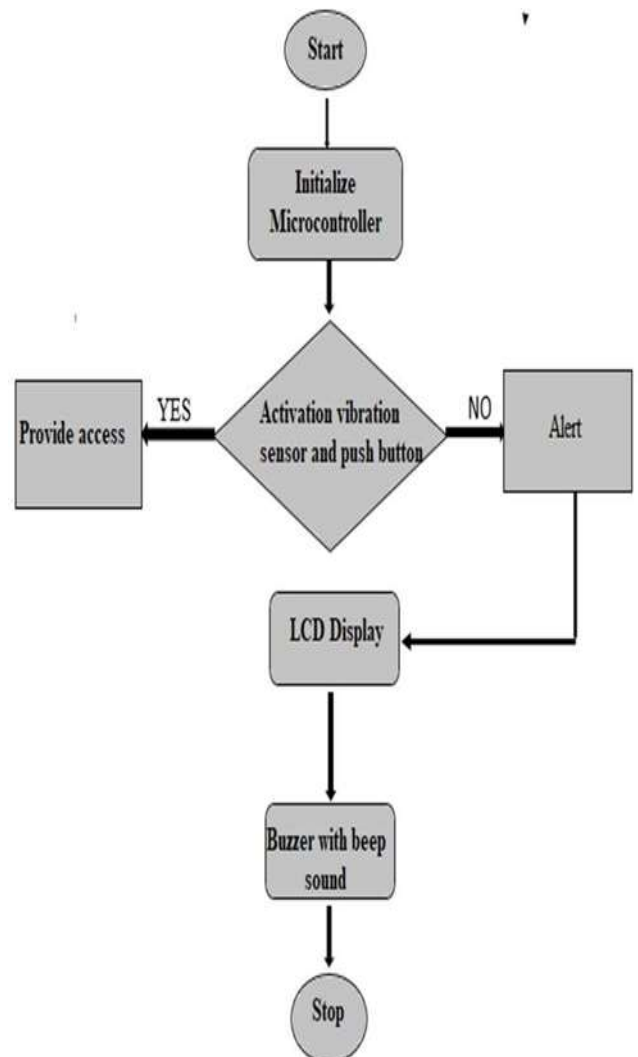 Start
Initialize
Microcontroller
YES
NO
Provide access
Activation vibration
sensor and push button
Alert
LCD Display
Buzzer with beep
sound
Stop